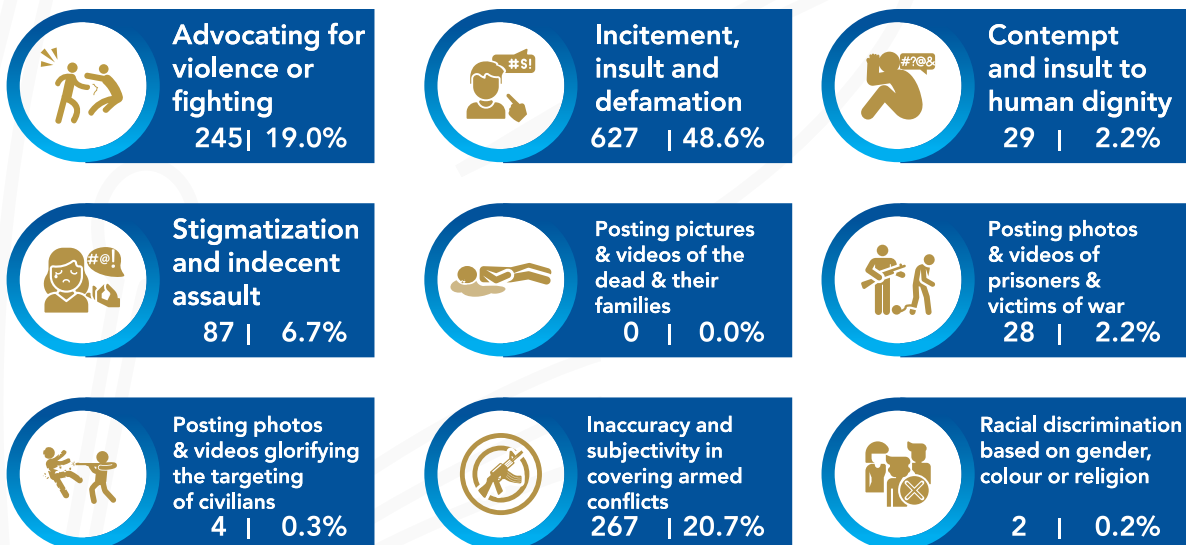 Advocating for
violence or
fighting
245| 19.0%
#$!
Incitement,
insult and
defamation
627 | 48.6%
#?@&
Contempt
and insult to
human dignity
29 | 2.2%
#@!
Stigmatization
and indecent
assault
87 | 6.7%
Posting pictures
& videos of the
dead & their
families
0 | 0.0%
Posting photos
& videos of
prisoners &
victims of war
28 | 2.2%
Posting photos
& videos glorifying
the targeting
of civilians
4 | 0.3%
Inaccuracy and
subjectivity in
covering armed
conflicts
267 | 20.7%
Racial discrimination
based on gender,
colour or religion
2 | 0.2%